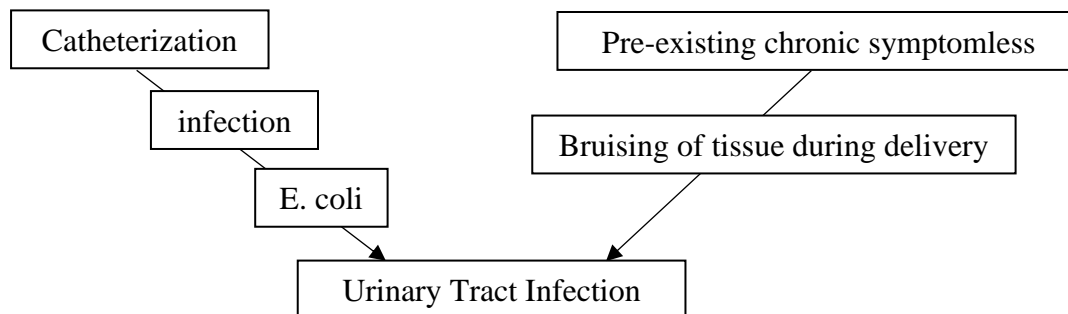 Catheterization
Pre-existing chronic symptomless
infection
Bruising of tissue during delivery
E. coli
Urinary Tract Infection